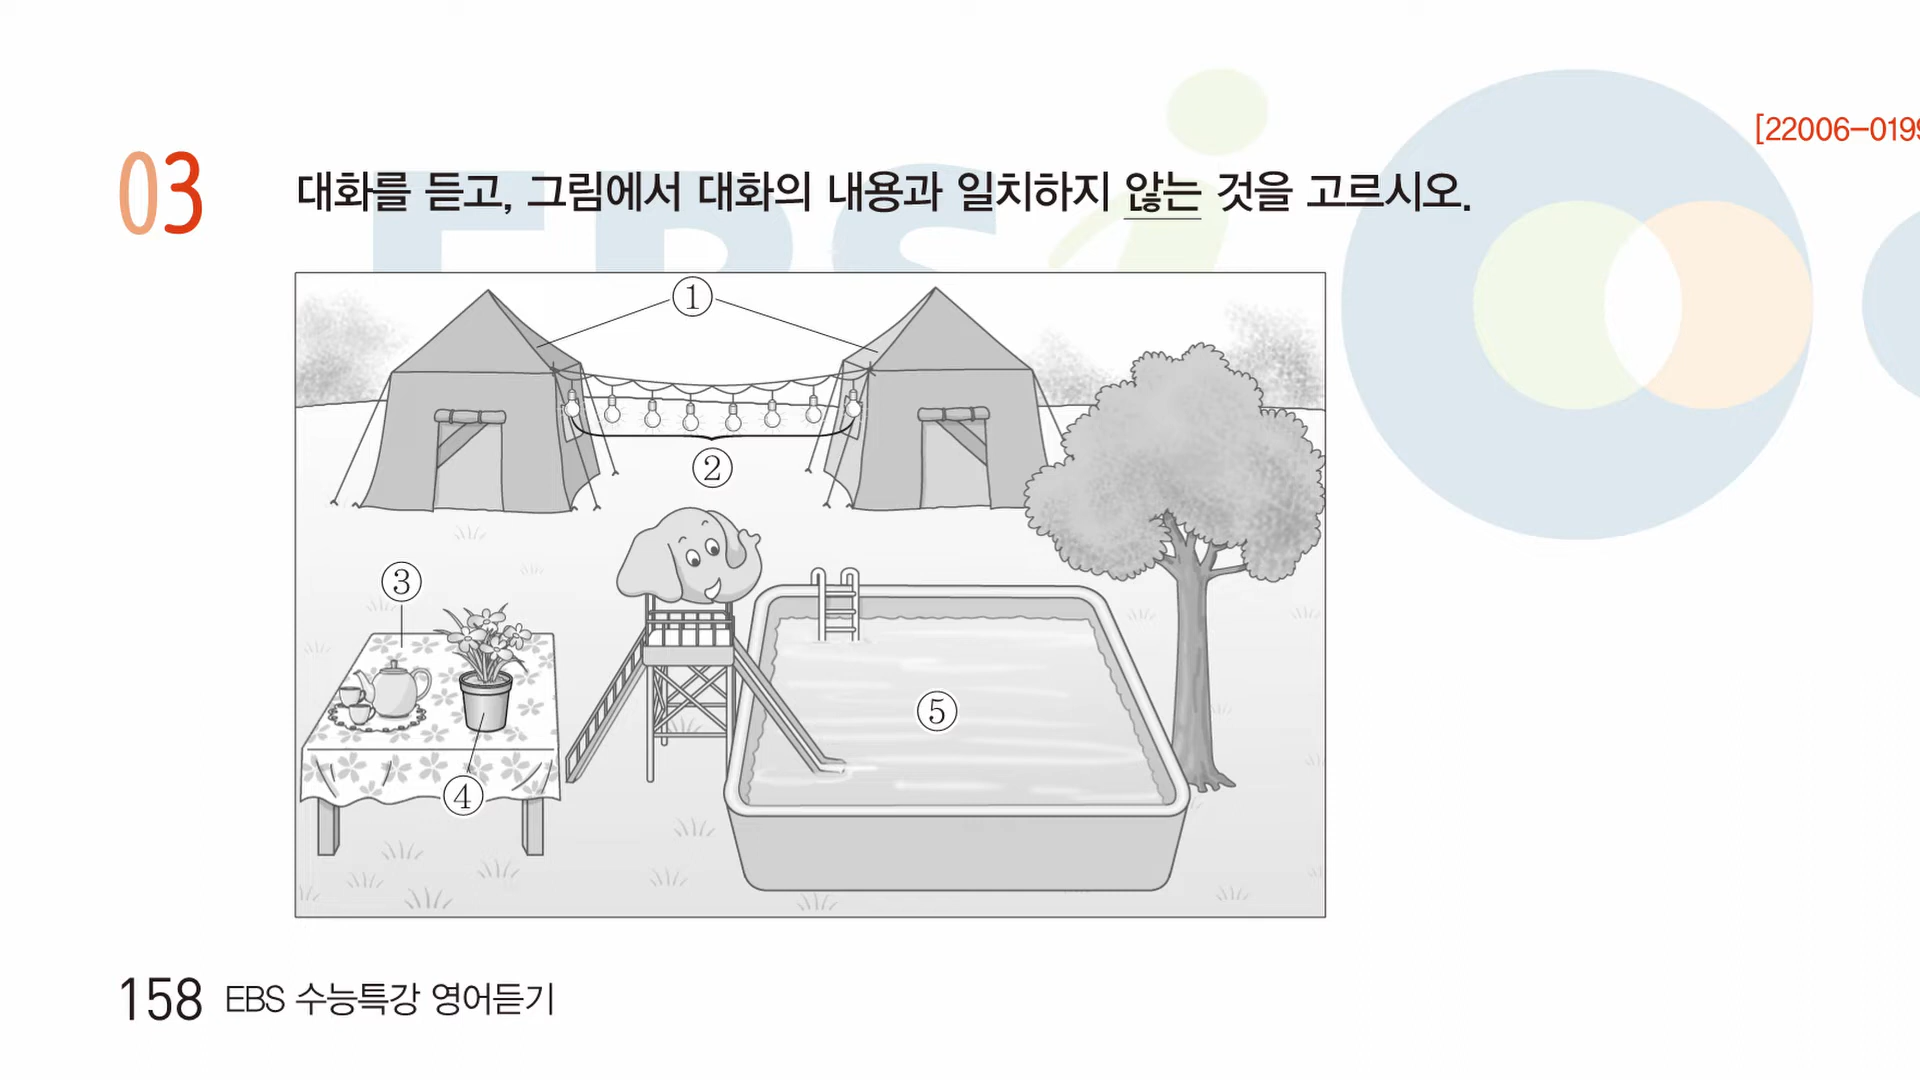 [22006-0199
03 대화를 듣고, 그림에서 대화의 내용과 일치하지 않는 것을 고르시오.
EBSi
①
②
③
④
⑤
158 EBS 수능특강 영어듣기